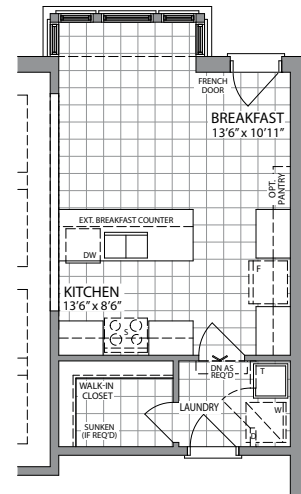 FRENCH
DOOR
BREAKFAST
13'6” x 10'11”
OPT.
PANTRY
EXT. BREAKFAST COUNTER
DW
F
KITCHEN
13'6” x 8'6”
S
DN AS
REQ'D
T
WALK-IN
CLOSET
LAUNDRY
W
SUNKEN
(IF REQ'D)